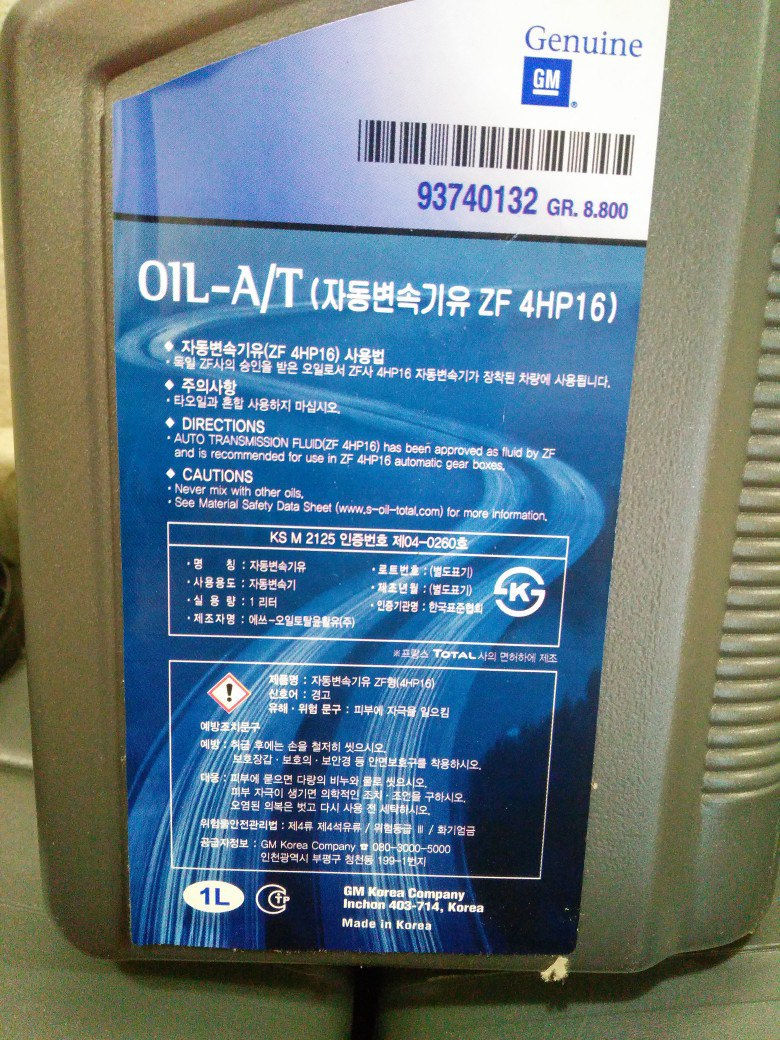 Genuine
GM
93740132 GR. 8.800
OIL-A/T (자동변속기유 ZF 4HP16)
◆ 자동변속기유(ZF 4HP16) 사용법
· 독일 ZF사의 승인을 받은 오일로서 ZF사 4HP16 자동변속기가 장착된 차량에 사용됩니다.
◆ 주의사항
· 타오일과 혼합 사용하지 마십시오.
◆ DIRECTIONS
· AUTO TRANSMISSION FLUID(ZF 4HP16) has been approved as fluid by ZF
and is recommended for use in ZF 4HP16 automatic gear boxes.
◆ CAUTIONS
· Never mix with other oils.
· See Material Safety Data Sheet (www.s-oil-total.com) for more information.
KS M 2125 인증번호 제04-0260호
· 명 칭 : 자동변속기유
· 사용용도 : 자동변속기
· 실 용 량 : 1 리터
· 제조자명 : 에쓰-오일토탈윤활유(주)
· 로트번호 : (별도표기)
· 제조년월 : (별도표기)
· 인증기관명 : 한국표준협회
K
※프랑스 TOTAL 사의 면허하에 제조
제품명 : 자동변속기유 ZF형(4HP16)
신호어 : 경고
유해 · 위험 문구 : 피부에 자극을 일으킴
예방조치문구
예방 : 취급 후에는 손을 철저히 씻으시오.
보호장갑 · 보호의 · 보안경 등 안면보호구를 착용하시오.
대응 : 피부에 묻으면 다량의 비누와 물로 씻으시오.
피부 자극이 생기면 의학적인 조치 · 조언을 구하시오.
오염된 의복은 벗고 다시 사용 전 세탁하시오.
위험물안전관리법 : 제4류 제4석유류 / 위험등급 Ⅲ / 화기엄금
공급자정보 : GM Korea Company ☎ 080-3000-5000
인천광역시 부평구 청천동 199-1번지
1L
GM Korea Company
Inchon 403-714, Korea
Made in Korea